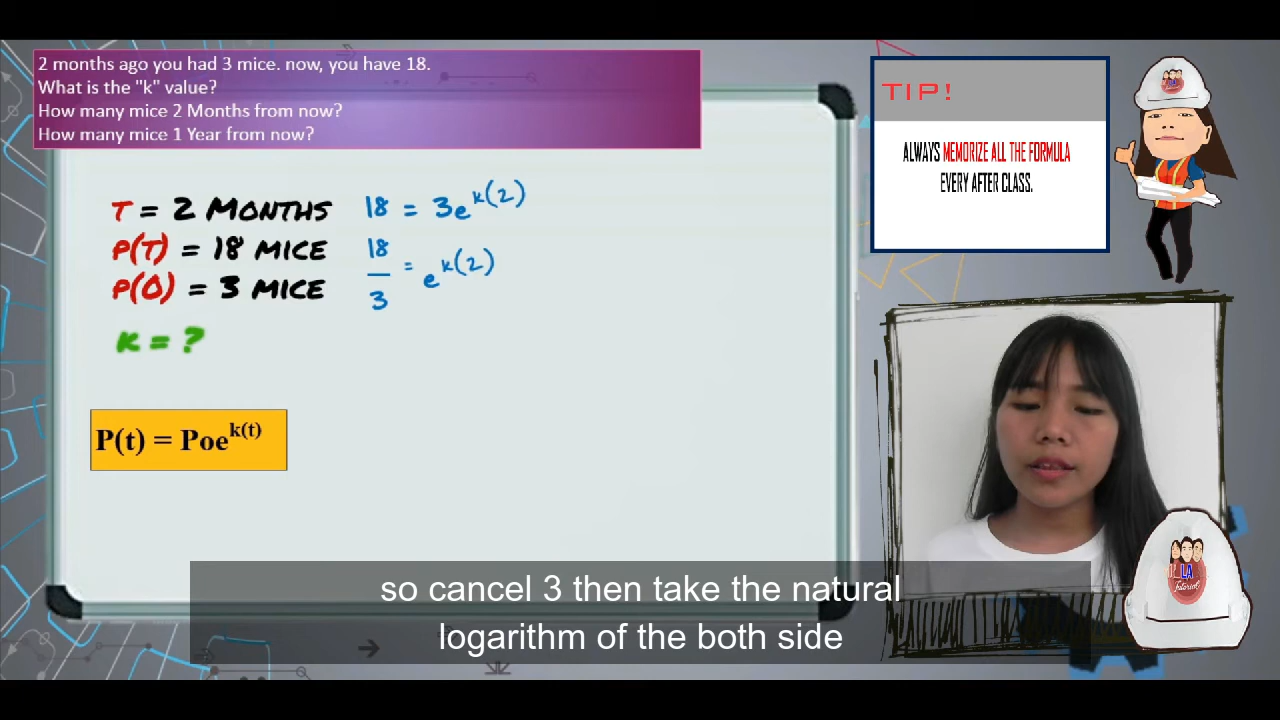 2 months ago you had 3 mice. now, you have 18.
What is the "k" value?
How many mice 2 Months from now?
How many mice 1 Year from now?
TIP!
ALWAYS MEMORIZE ALL THE FORMULA
EVERY AFTER CLASS.
T = 2 MONTHS
P(T) = 18 MICE
P(0) = 3 MICE
K = ?
18 = 3e^k(2)
18/3 = e^k(2)
P(t) = Poe^k(t)
LA
Tutorial
so cancel 3 then take the natural
logarithm of the both side